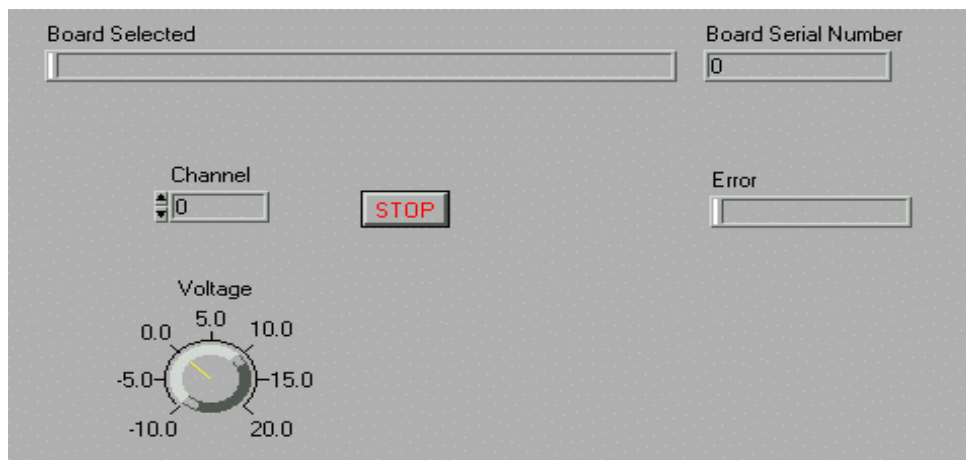 Board Selected
Board Serial Number
0
Channel
0
STOP
Error
Voltage
5.0
0.0
10.0
-5.0
15.0
-10.0
20.0